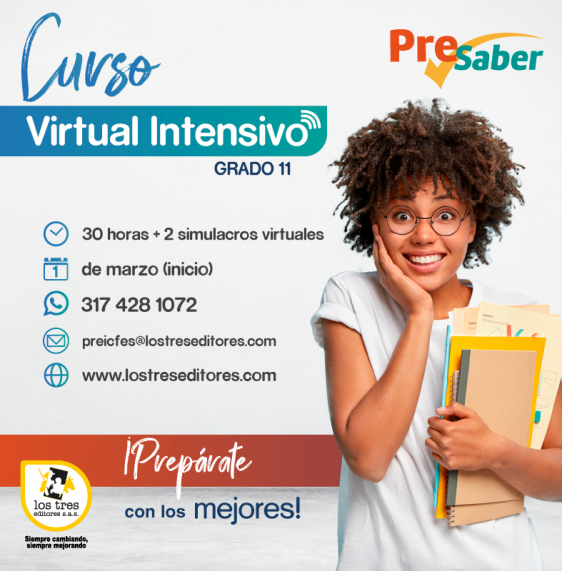 Curso
PreSaber
Virtual Intensivo
GRADO 11
30 horas + 2 simulacros virtuales
1 de marzo (inicio)
317 428 1072
preicfes@lostreseditores.com
www.lostreseditores.com
¡Prepárate
con los mejores!
los tres
editores s.a.s.
Siempre cambiando,
siempre mejorando